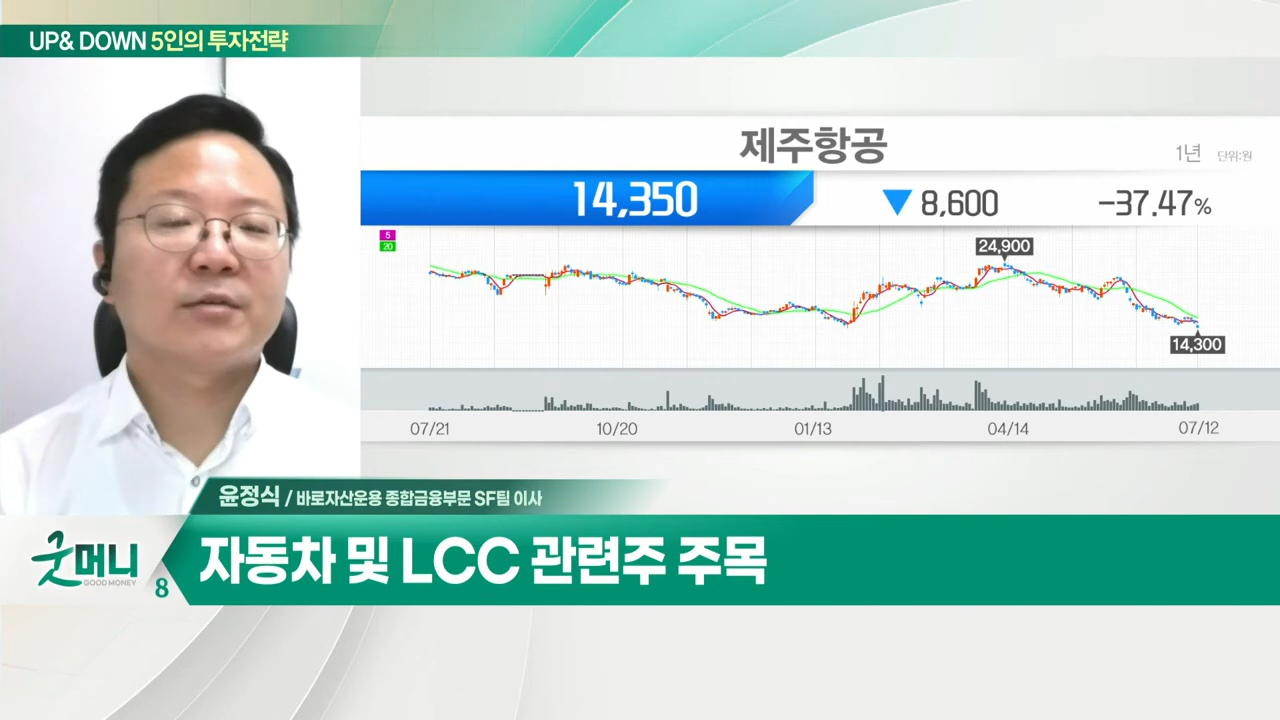 UP& DOWN 5인의 투자전략
제주항공
1년 단위:원
14,350 ▼ 8,600 -37.47%
5
20
24,900
14,300
07/21 10/20 01/13 04/14 07/12
윤정식 / 바로자산운용 종합금융부문 SF팀 이사
굿머니
GOOD MONEY
8
자동차 및 LCC 관련주 주목